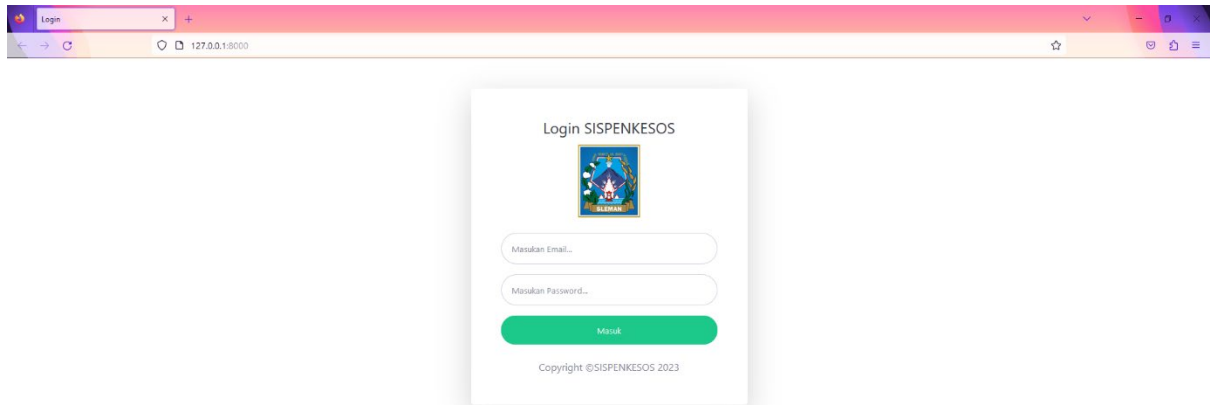 Login
127.0.0.1:8000
Login SISPENKESOS
SLEMAN
Masukan Email...
Masukan Password...
Masuk
Copyright ©SISPENKESOS 2023